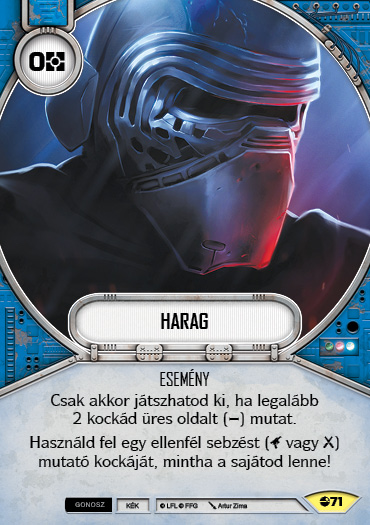 0
HARAG
ESEMÉNY
Csak akkor játszhatod ki, ha legalább
2 kockád üres oldalt (–) mutat.
Használd fel egy ellenfél sebzést ( vagy )
mutató kockáját, mintha a sajátod lenne!
GONOSZ KÉK © LFL © FFG Artur Zima 71